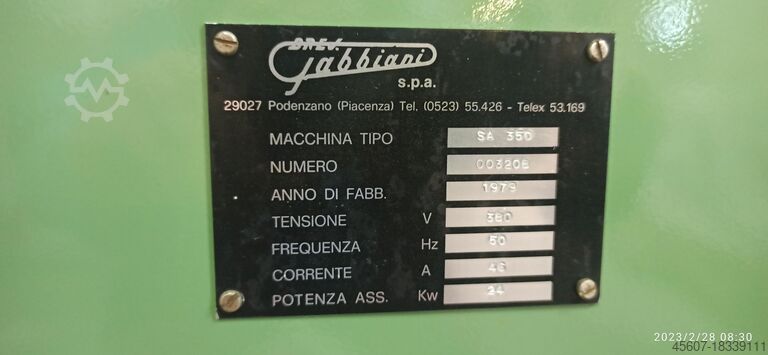 BREV.
Gabbiani
s.p.a.
29027 Podenzano (Piacenza) Tel. (0523) 55.426 - Telex 53.169
MACCHINA TIPO SA 350
NUMERO 003208
ANNO DI FABB. 1979
TENSIONE V 380
FREQUENZA Hz 50
CORRENTE A 46
POTENZA ASS. Kw 24
2023/2/28 08:30
45607-18339111